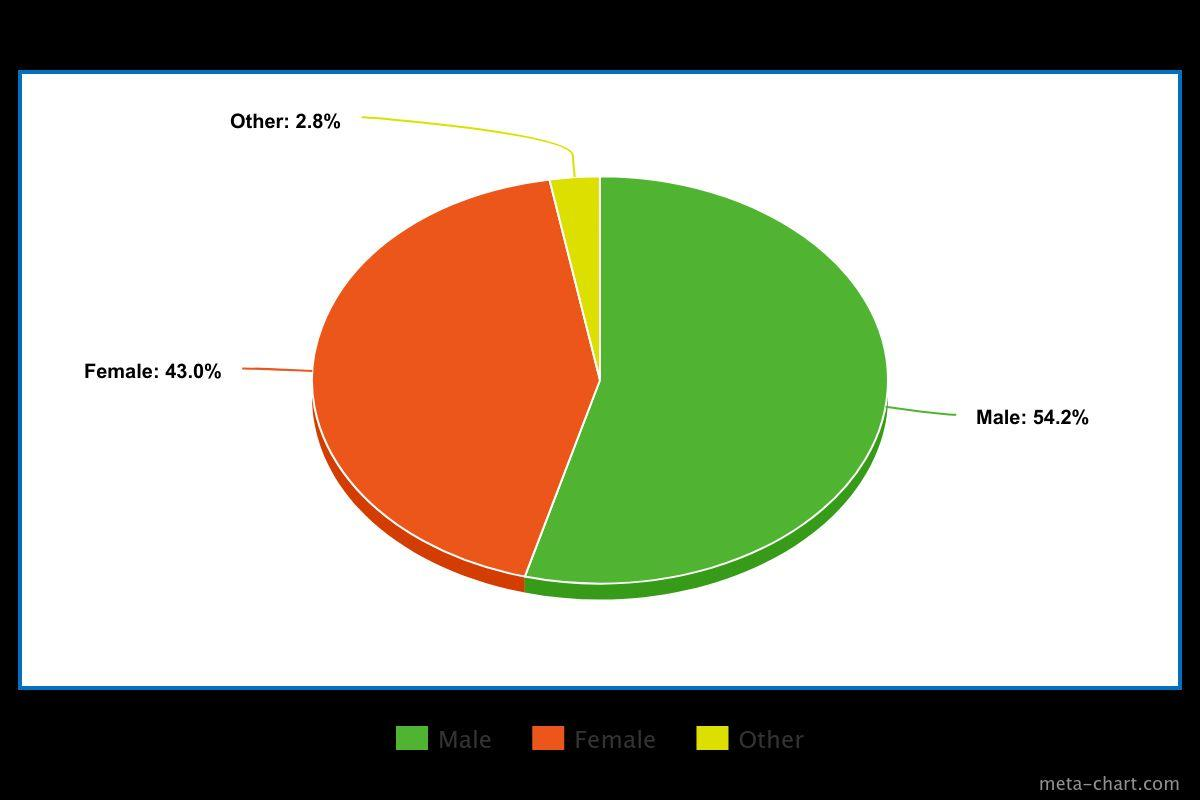 Other: 2.8%
Female: 43.0%
Male: 54.2%
Male Female Other
meta-chart.com